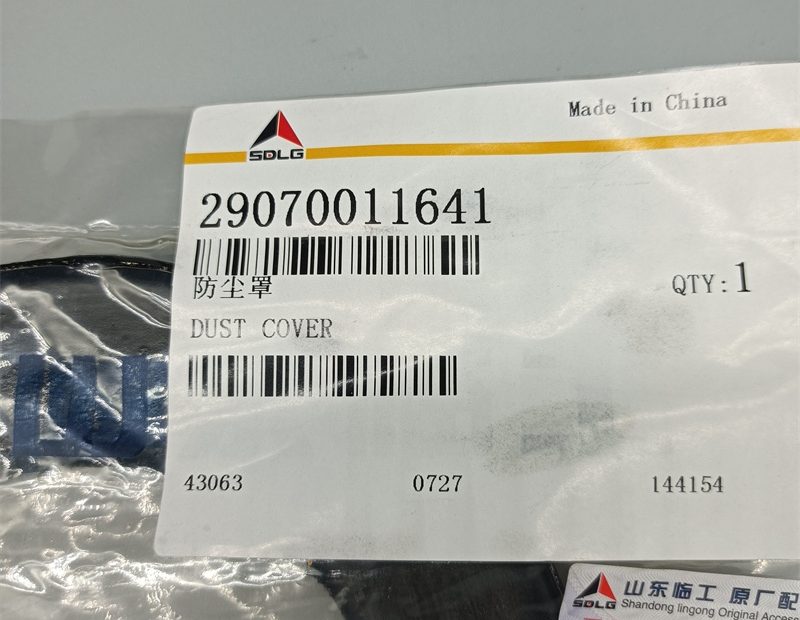 Made in China
SDLG
29070011641
防尘罩
QTY:1
DUST COVER
43063 0727 144154
SDLG 山东临工 原厂配
Shandong lingong Original Access